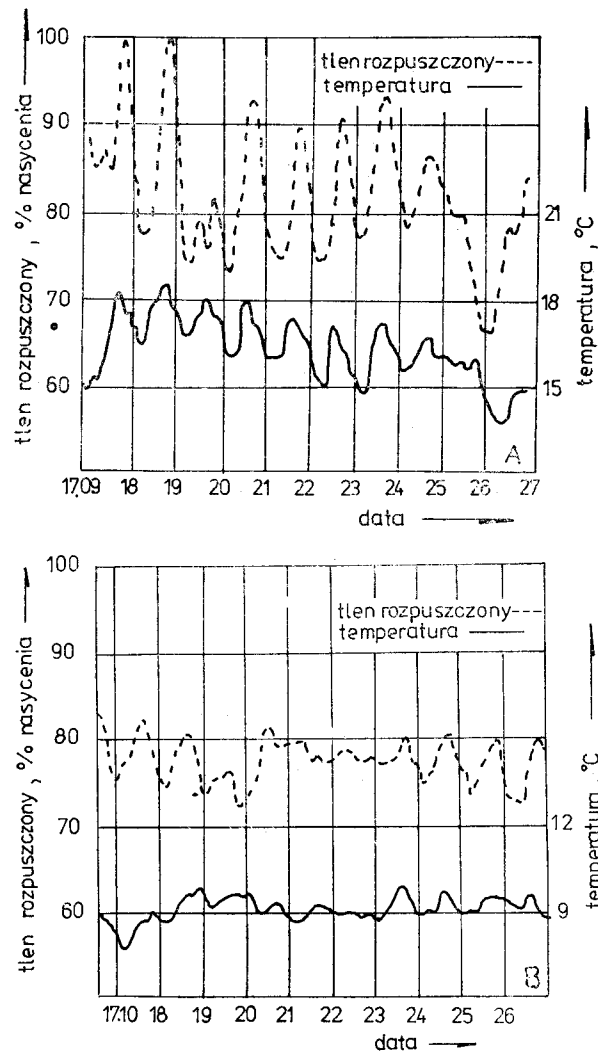 100
90
80
70
60
tlen rozpuszczony , % nasycenia
tlen rozpuszczony
temperatura
21
18
15
temperatura , °C
A
17,09 18 19 20 21 22 23 24 25 26 27
data
100
90
80
70
60
tlen rozpuszczony , % nasycenia
tlen rozpuszczony
temperatura
12
9
temperatura , °C
B
17.10 18 19 20 21 22 23 24 25 26
data